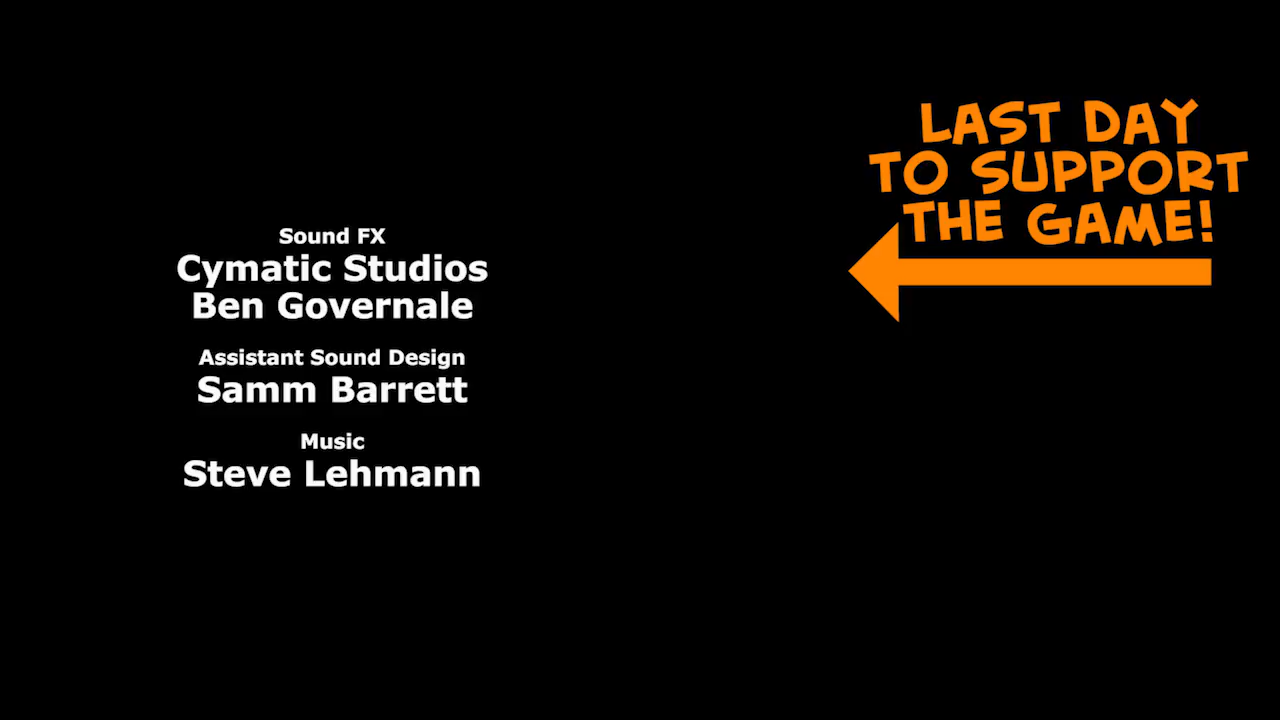 LAST DAY
TO SUPPORT
THE GAME!
Sound FX
Cymatic Studios
Ben Governale
Assistant Sound Design
Samm Barrett
Music
Steve Lehmann